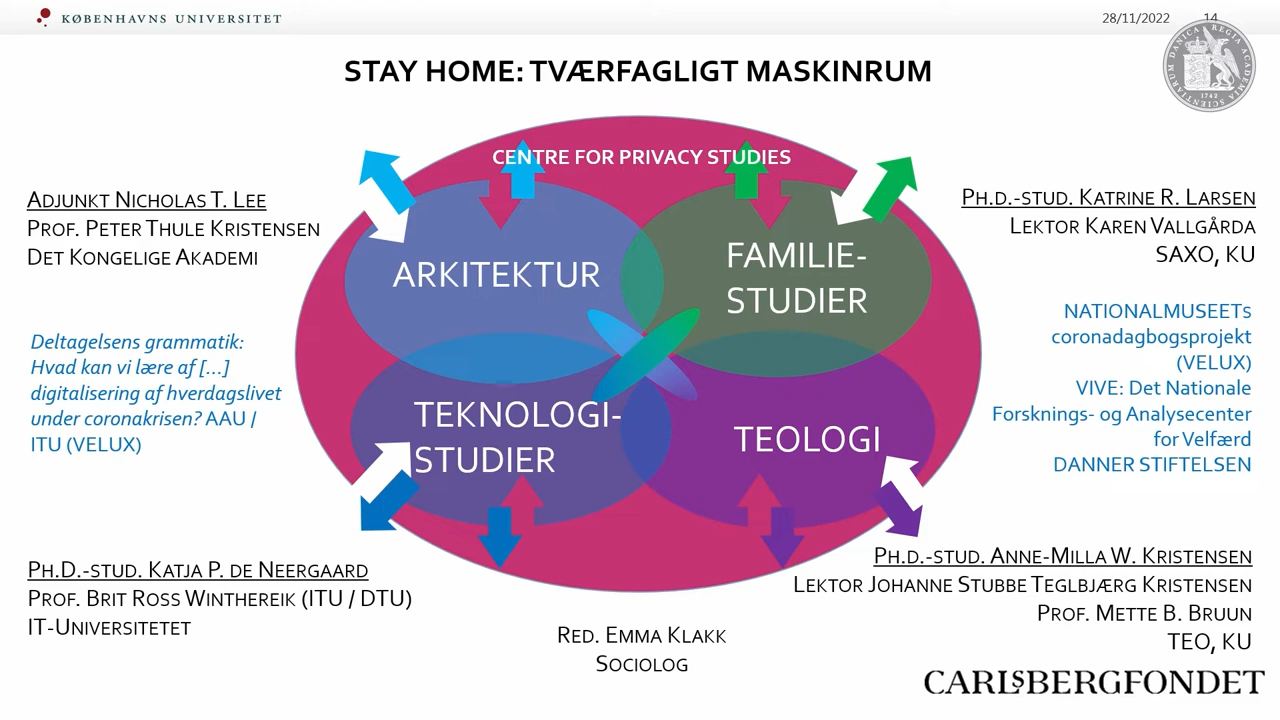 KØBENHAVNS UNIVERSITET
28/11/2022
14
STAY HOME: TVÆRFAGLIGT MASKINRUM
CENTRE FOR PRIVACY STUDIES
ADJUNKT NICHOLAS T. LEE
PROF. PETER THULE KRISTENSEN
DET KONGELIGE AKADEMI
PH.D.-STUD. KATRINE R. LARSEN
LEKTOR KAREN VALLGÅRDA
SAXO, KU
ARKITEKTUR
FAMILIE-
STUDIER
Deltagelsens grammatik:
Hvad kan vi lære af [...]
digitalisering af hverdagslivet
under coronakrisen? AAU /
ITU (VELUX)
NATIONALMUSEETs
coronadagbogsprojekt
(VELUX)
VIVE: Det Nationale
Forsknings- og Analysecenter
for Velfærd
DANNER STIFTELSEN
TEKNOLOGI-
STUDIER
TEOLOGI
PH.D.-STUD. KATJA P. DE NEERGAARD
PROF. BRIT ROSS WINTHEREIK (ITU / DTU)
IT-UNIVERSITETET
PH.D.-STUD. ANNE-MILLA W. KRISTENSEN
LEKTOR JOHANNE STUBBE TEGLBJÆRG KRISTENSEN
PROF. METTE B. BRUUN
TEO, KU
RED. EMMA KLAKK
SOCIOLOG
CARLSBERGFONDET